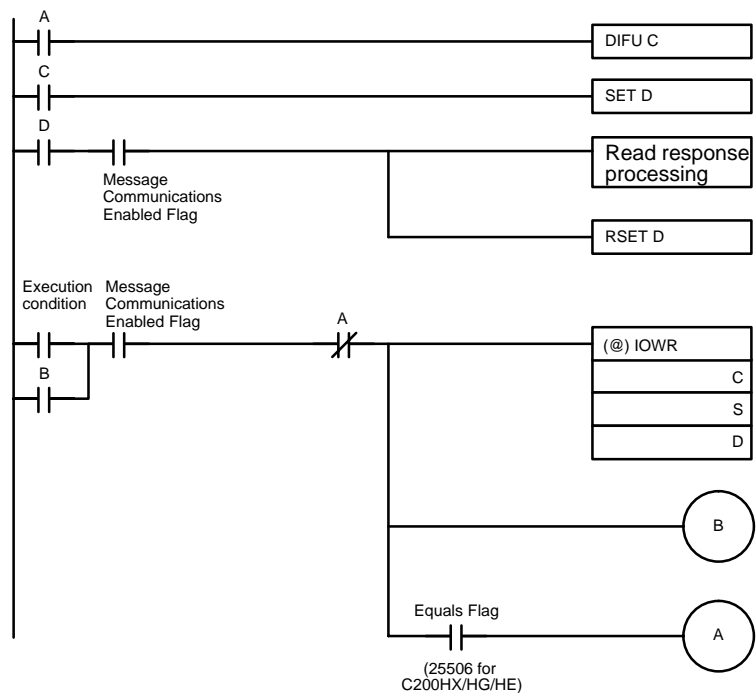 A
DIFU C
C
SET D
D
Message
Communications
Enabled Flag
Read response
processing
RSET D
Execution
condition
Message
Communications
Enabled Flag
A
(@) IOWR
C
S
D
B
B
Equals Flag
(25506 for
C200HX/HG/HE)
A